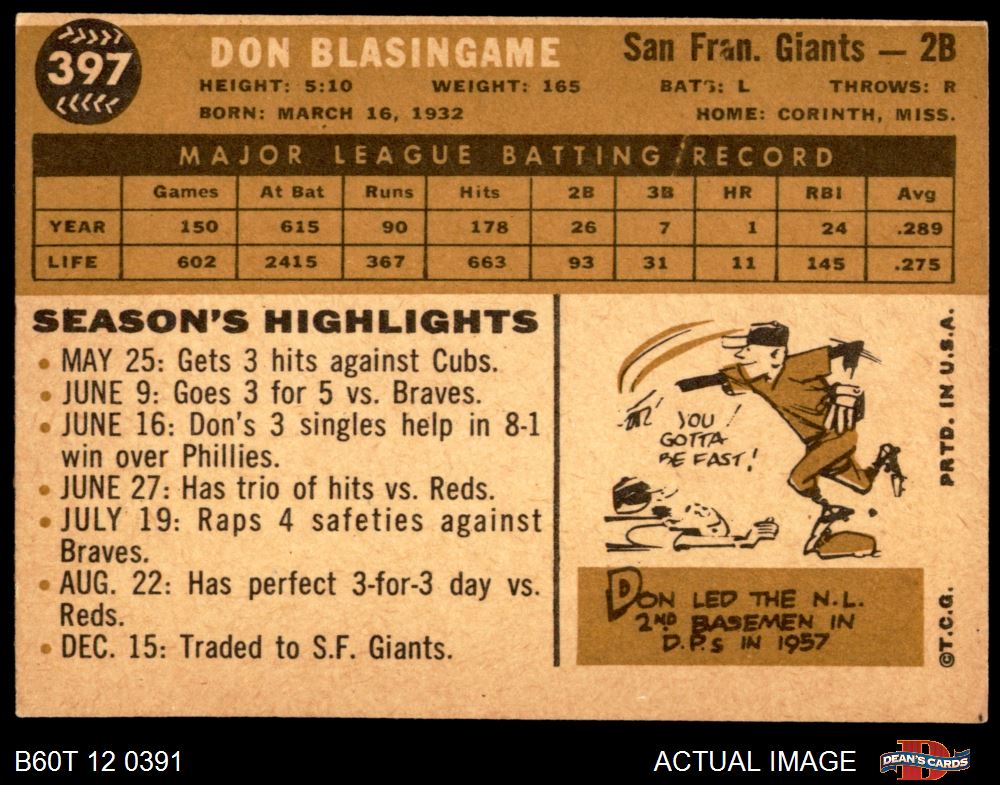 397
DON BLASINGAME
San Fran. Giants — 2B
HEIGHT: 5:10 WEIGHT: 165 BATS: L THROWS: R
BORN: MARCH 16, 1932 HOME: CORINTH, MISS.
MAJOR LEAGUE BATTING RECORD
Games At Bat Runs Hits 2B 3B HR RBI Avg
YEAR 150 615 90 178 26 7 1 24 .289
LIFE 602 2415 367 663 93 31 11 145 .275
SEASON'S HIGHLIGHTS
• MAY 25: Gets 3 hits against Cubs.
• JUNE 9: Goes 3 for 5 vs. Braves.
• JUNE 16: Don's 3 singles help in 8-1
win over Phillies.
• JUNE 27: Has trio of hits vs. Reds.
• JULY 19: Raps 4 safeties against
Braves.
• AUG. 22: Has perfect 3-for-3 day vs.
Reds.
• DEC. 15: Traded to S.F. Giants.
YOU
GOTTA
BE FAST!
DON LED THE N.L.
2ND BASEMEN IN
D.P.s IN 1957
PRTD. IN U.S.A.
©T.C.G.
B60T 12 0391
ACTUAL IMAGE
DEAN'S CARDS